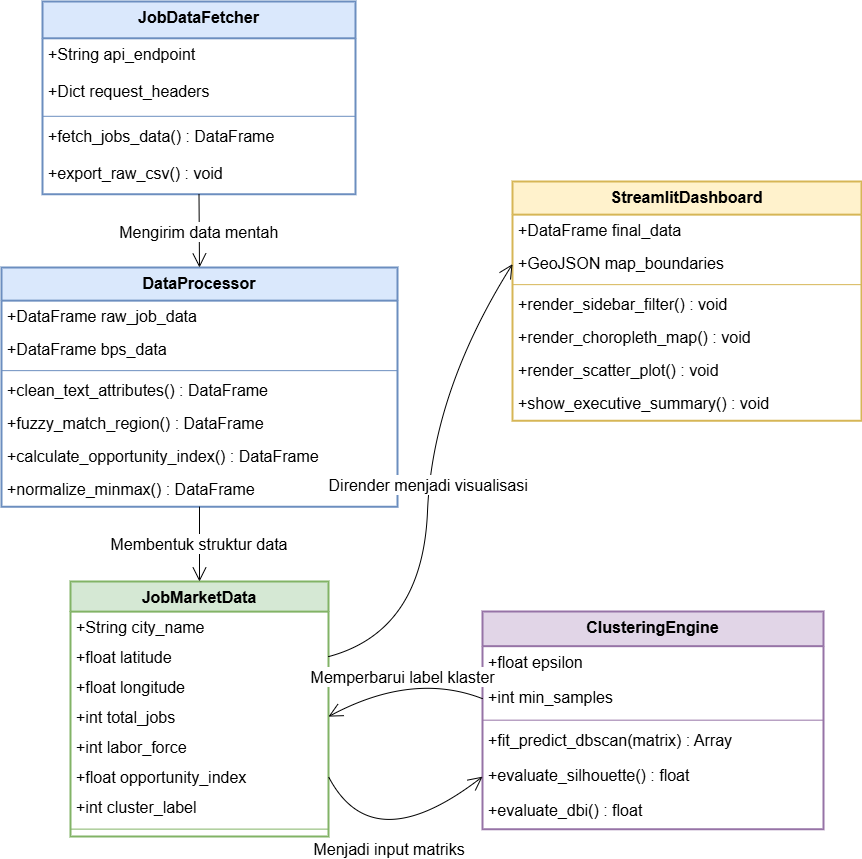 JobDataFetcher
+String api_endpoint
+Dict request_headers
+fetch_jobs_data() : DataFrame
+export_raw_csv() : void
Mengirim data mentah
DataProcessor
+DataFrame raw_job_data
+DataFrame bps_data
+clean_text_attributes() : DataFrame
+fuzzy_match_region() : DataFrame
+calculate_opportunity_index() : DataFrame
+normalize_minmax() : DataFrame
StreamlitDashboard
+DataFrame final_data
+GeoJSON map_boundaries
+render_sidebar_filter() : void
+render_choropleth_map() : void
+render_scatter_plot() : void
+show_executive_summary() : void
Dirender menjadi visualisasi
Membentuk struktur data
JobMarketData
+String city_name
+float latitude
+float longitude
+int total_jobs
+int labor_force
+float opportunity_index
+int cluster_label
Memperbarui label klaster
ClusteringEngine
+float epsilon
+int min_samples
+fit_predict_dbscan(matrix) : Array
+evaluate_silhouette() : float
+evaluate_dbi() : float
Menjadi input matriks